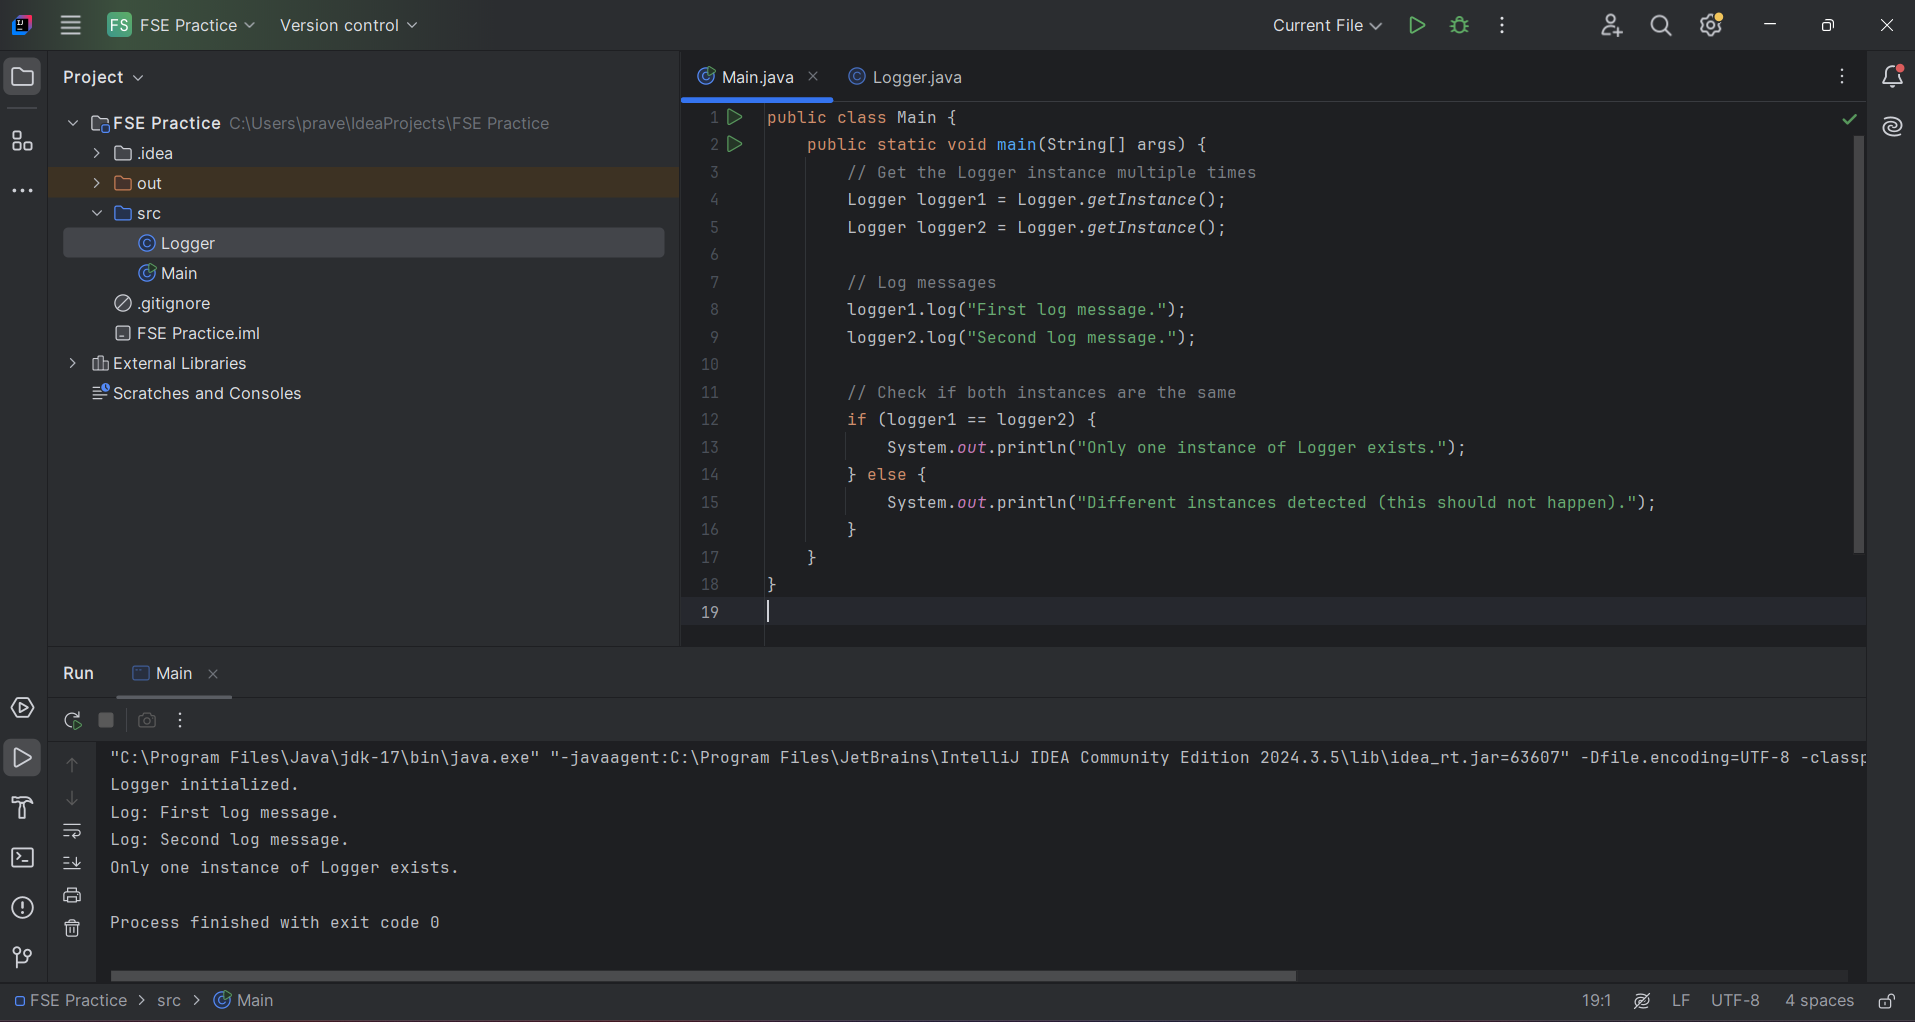 FS FSE Practice Version control Current File
Project
FSE Practice C:\Users\prave\IdeaProjects\FSE Practice
.idea
out
src
Logger
Main
.gitignore
FSE Practice.iml
External Libraries
Scratches and Consoles
Main.java Logger.java
1 public class Main {
2 public static void main(String[] args) {
3 // Get the Logger instance multiple times
4 Logger logger1 = Logger.getInstance();
5 Logger logger2 = Logger.getInstance();
6
7 // Log messages
8 logger1.log("First log message.");
9 logger2.log("Second log message.");
10
11 // Check if both instances are the same
12 if (logger1 == logger2) {
13 System.out.println("Only one instance of Logger exists.");
14 } else {
15 System.out.println("Different instances detected (this should not happen).");
16 }
17 }
18 }
19
Run Main
"C:\Program Files\Java\jdk-17\bin\java.exe" "-javaagent:C:\Program Files\JetBrains\IntelliJ IDEA Community Edition 2024.3.5\lib\idea_rt.jar=63607" -Dfile.encoding=UTF-8 -classp
Logger initialized.
Log: First log message.
Log: Second log message.
Only one instance of Logger exists.
Process finished with exit code 0
FSE Practice > src > Main 19:1 LF UTF-8 4 spaces